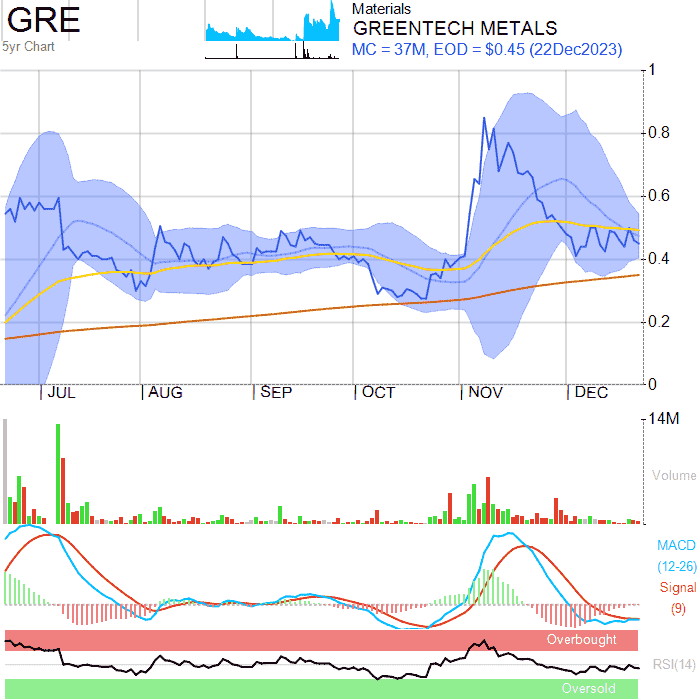 GRE
5yr Chart
Materials
GREENTECH METALS
MC = 37M, EOD = $0.45 (22Dec2023)
1
0.8
0.6
0.4
0.2
0
JUL AUG SEP OCT NOV DEC
14M
Volume
MACD
(12-26)
Signal
(9)
Overbought
RSI(14)
Oversold